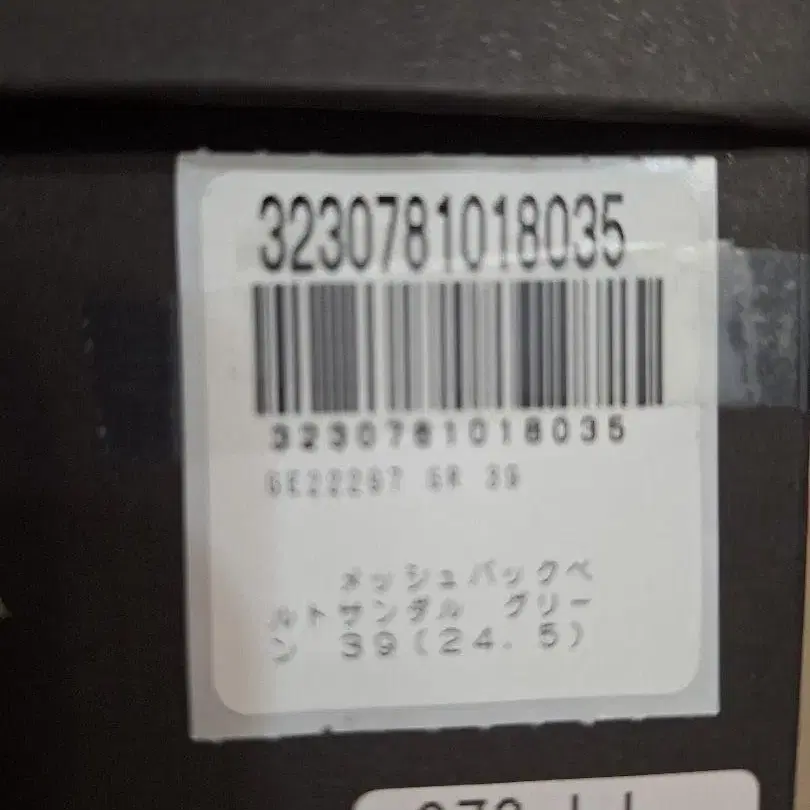 3230781018035
3230781018035
GR 39
メッシュバックベ
ルトサンダル グリー
ン 39(24.5)